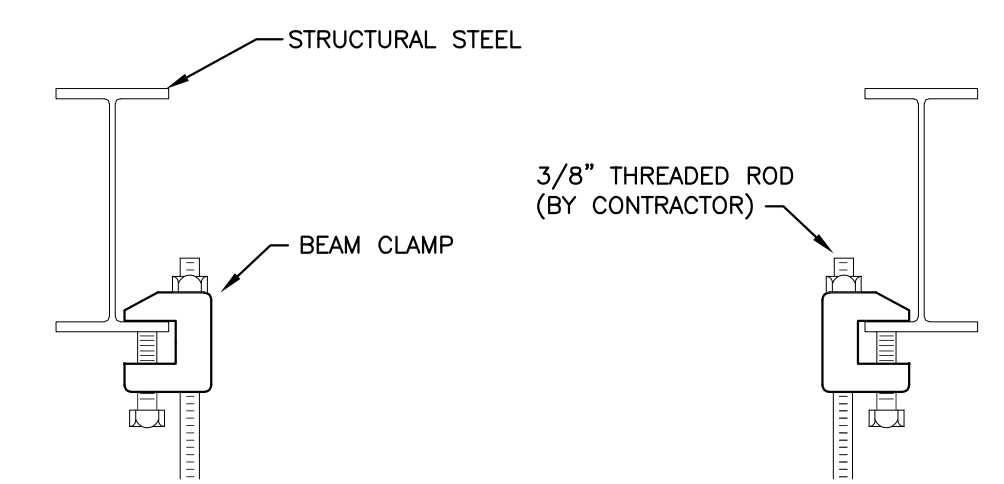 STRUCTURAL STEEL
3/8" THREADED ROD
(BY CONTRACTOR)
BEAM CLAMP